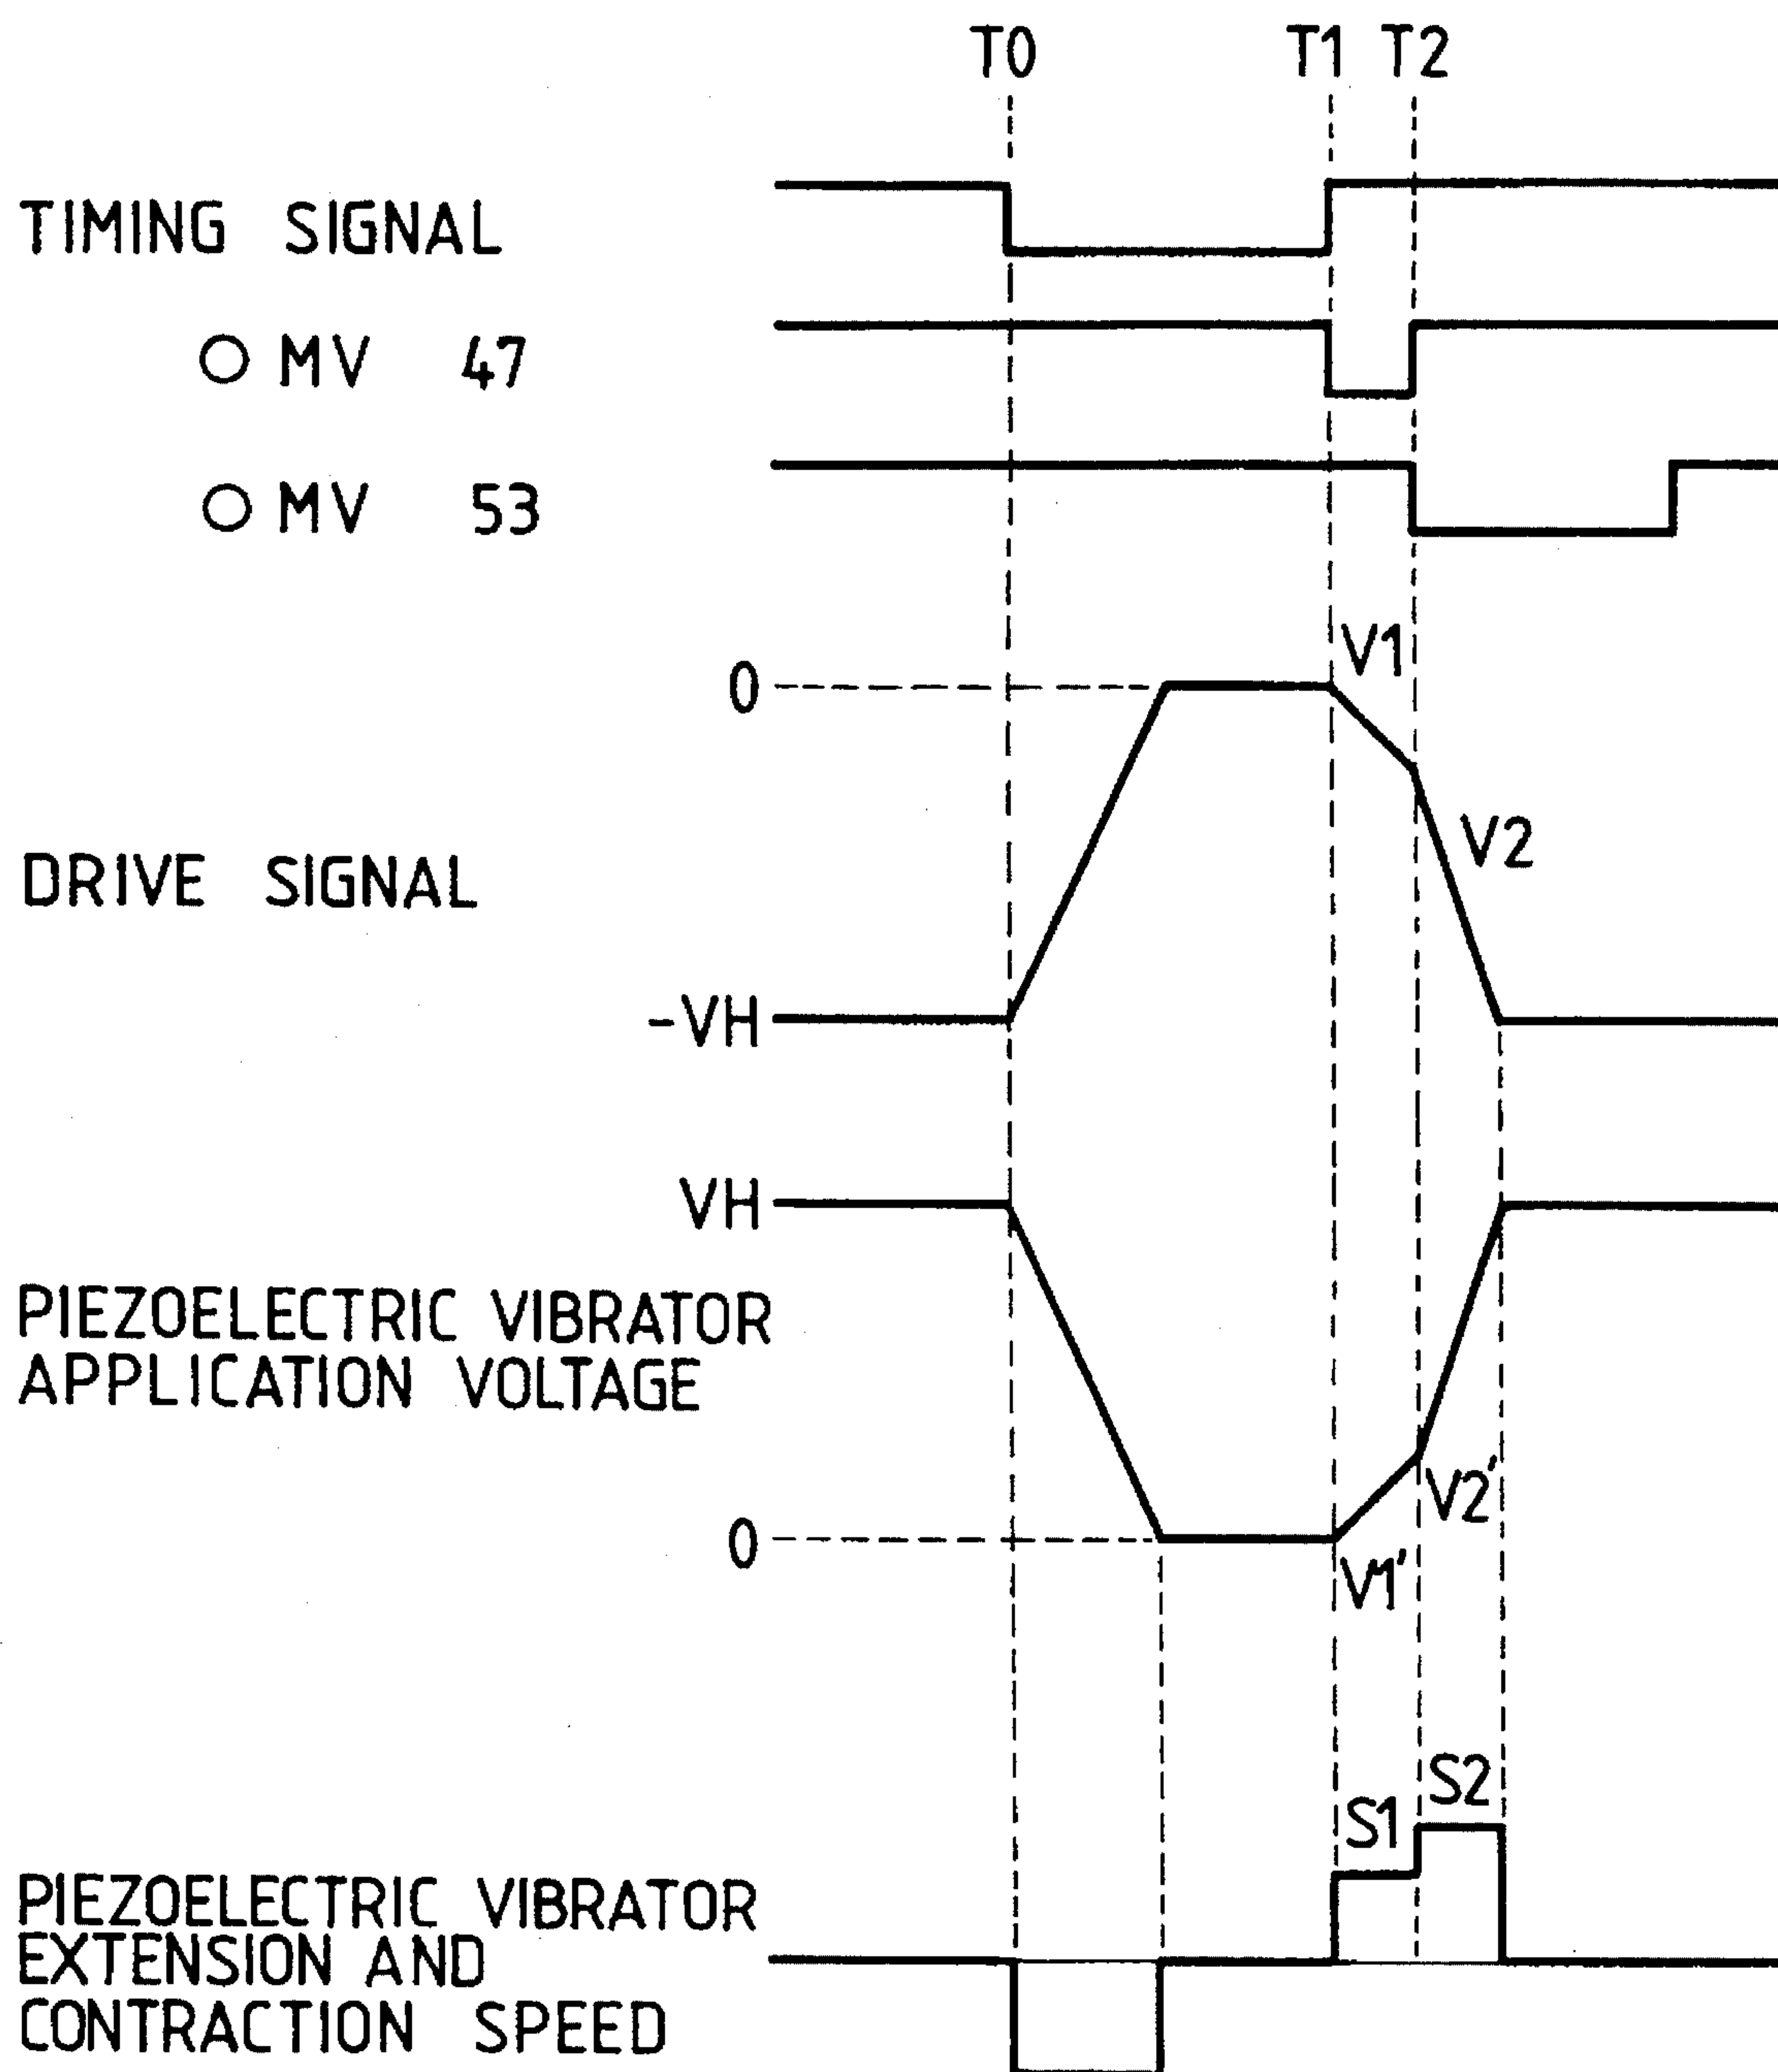 T0 T1 T2
TIMING SIGNAL
○ MV 47
○ MV 53
V1
0
V2
DRIVE SIGNAL
-VH
VH
PIEZOELECTRIC VIBRATOR
APPLICATION VOLTAGE
V2'
0
V1'
S2
S1
PIEZOELECTRIC VIBRATOR
EXTENSION AND
CONTRACTION SPEED